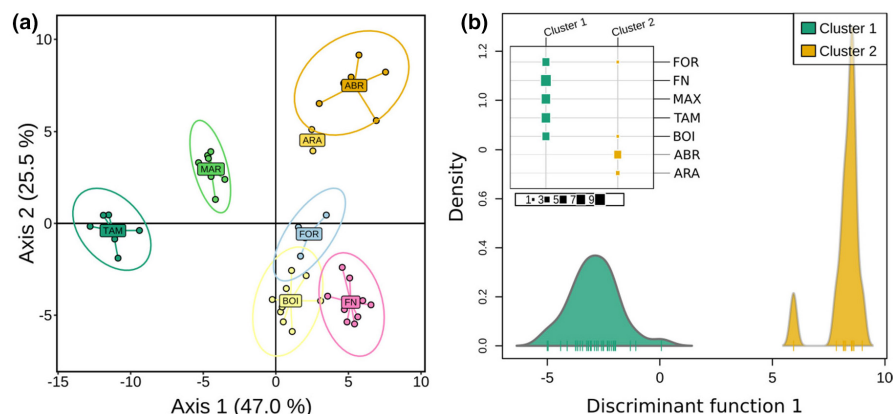 (a)
10
5
0
-5
-15
-10
-5
0
5
10
Axis 2 (25.5 %)
Axis 1 (47.0 %)
ABR
ARA
MAR
TAM
FOR
BOI
FN
(b)
Cluster 1
Cluster 2
Cluster 1
Cluster 2
FOR
FN
MAX
TAM
BOI
ABR
ARA
1 3 5 7 9
1.2
1.0
0
0.6
0.4
0.2
0.0
Density
-5
0
5
10
Discriminant function 1